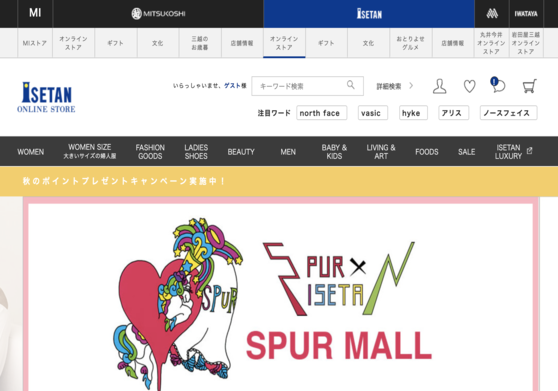 MI
MITSUKOSHI
ISETAN
IWATAYA
MIストア
オンライン
ストア
ギフト
文化
三越の
お歳暮
店舗情報
オンライン
ストア
ギフト
文化
おとりよせ
グルメ
店舗情報
丸井今井
オンライン
ストア
岩田屋三越
オンライン
ストア
ISETAN
ONLINE STORE
いらっしゃいませ、ゲスト様
キーワード検索
詳細検索
注目ワード
north face
vasic
hyke
アリス
ノースフェイス
WOMEN
WOMEN SIZE
大きいサイズの婦人服
FASHION
GOODS
LADIES
SHOES
BEAUTY
MEN
BABY &
KIDS
LIVING &
ART
FOODS
SALE
ISETAN
LUXURY
秋のポイントプレゼントキャンペーン実施中！
SPUR
SPUR×
ISETAN
SPUR MALL